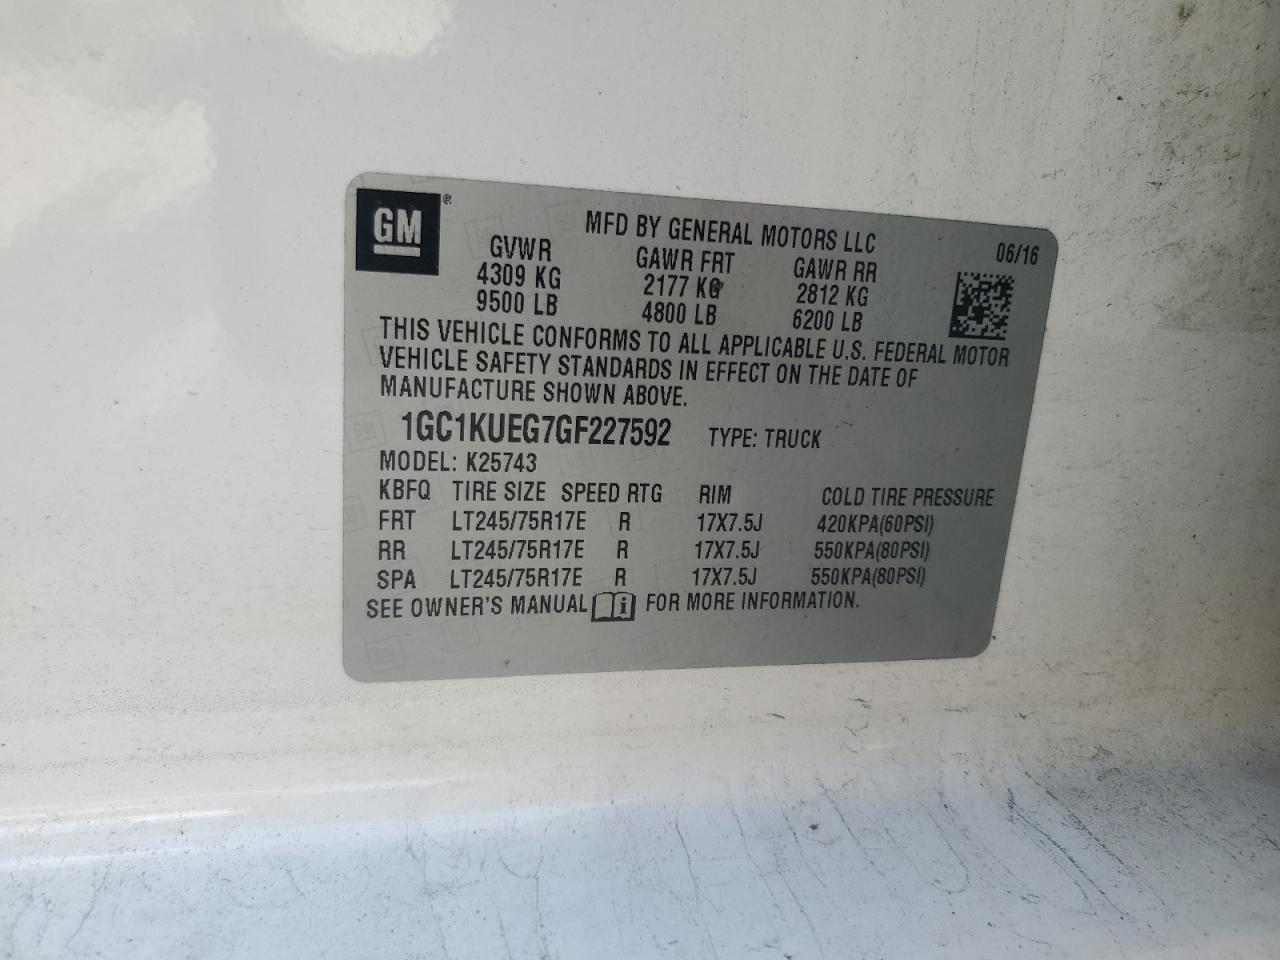 GM ®
MFD BY GENERAL MOTORS LLC 06/16
GVWR GAWR FRT GAWR RR
4309 KG 2177 KG 2812 KG
9500 LB 4800 LB 6200 LB
THIS VEHICLE CONFORMS TO ALL APPLICABLE U.S. FEDERAL MOTOR
VEHICLE SAFETY STANDARDS IN EFFECT ON THE DATE OF
MANUFACTURE SHOWN ABOVE.
1GC1KUEG7GF227592 TYPE: TRUCK
MODEL: K25743
KBFQ TIRE SIZE SPEED RTG RIM COLD TIRE PRESSURE
FRT LT245/75R17E R 17X7.5J 420KPA(60PSI)
RR LT245/75R17E R 17X7.5J 550KPA(80PSI)
SPA LT245/75R17E R 17X7.5J 550KPA(80PSI)
SEE OWNER'S MANUAL i FOR MORE INFORMATION.